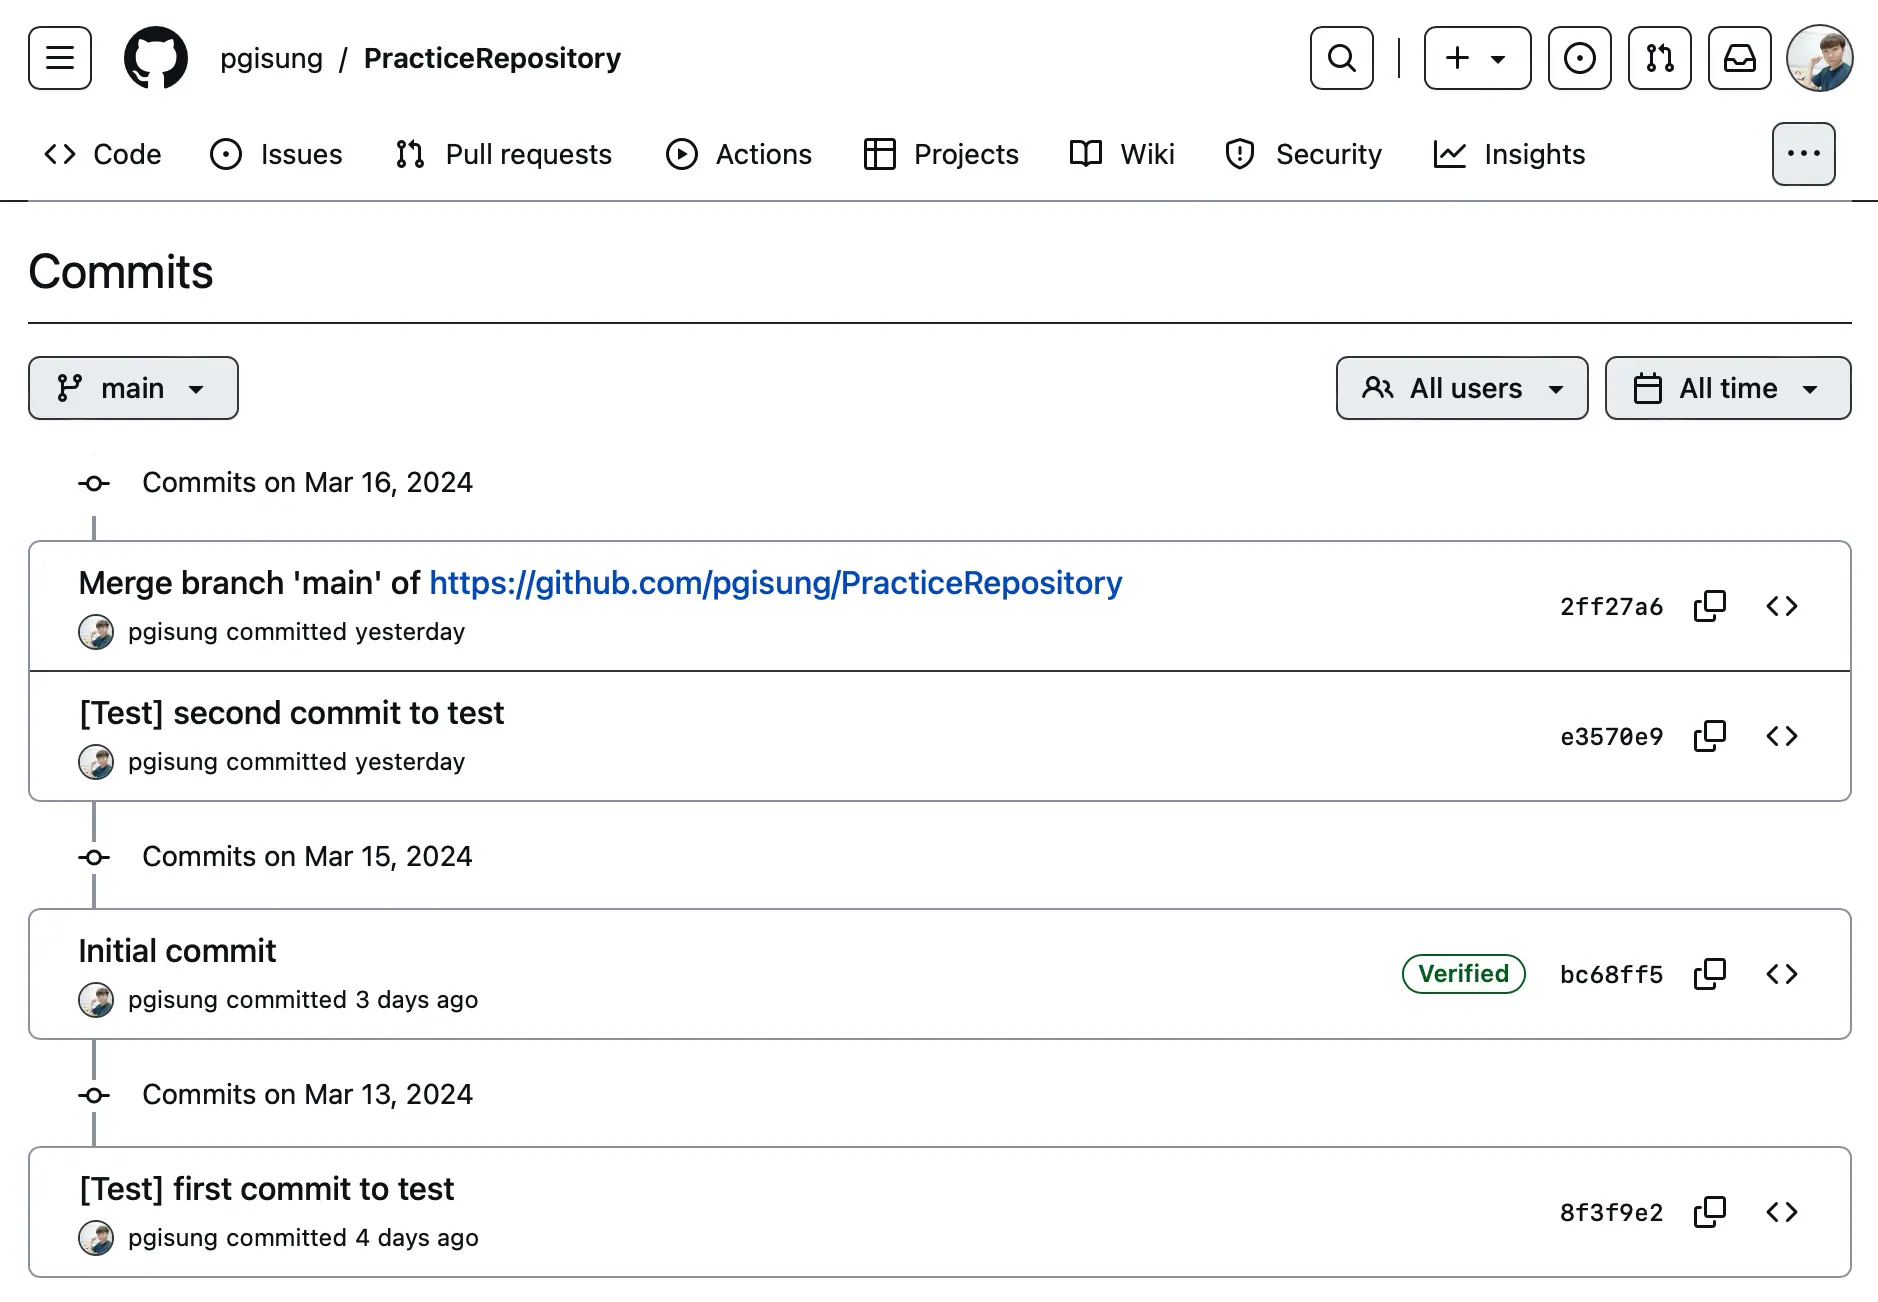 pgisung / PracticeRepository
Code Issues Pull requests Actions Projects Wiki Security Insights
Commits
main All users All time
Commits on Mar 16, 2024
Merge branch 'main' of https://github.com/pgisung/PracticeRepository
pgisung committed yesterday
2ff27a6
[Test] second commit to test
pgisung committed yesterday
e3570e9
Commits on Mar 15, 2024
Initial commit
pgisung committed 3 days ago
Verified bc68ff5
Commits on Mar 13, 2024
[Test] first commit to test
pgisung committed 4 days ago
8f3f9e2